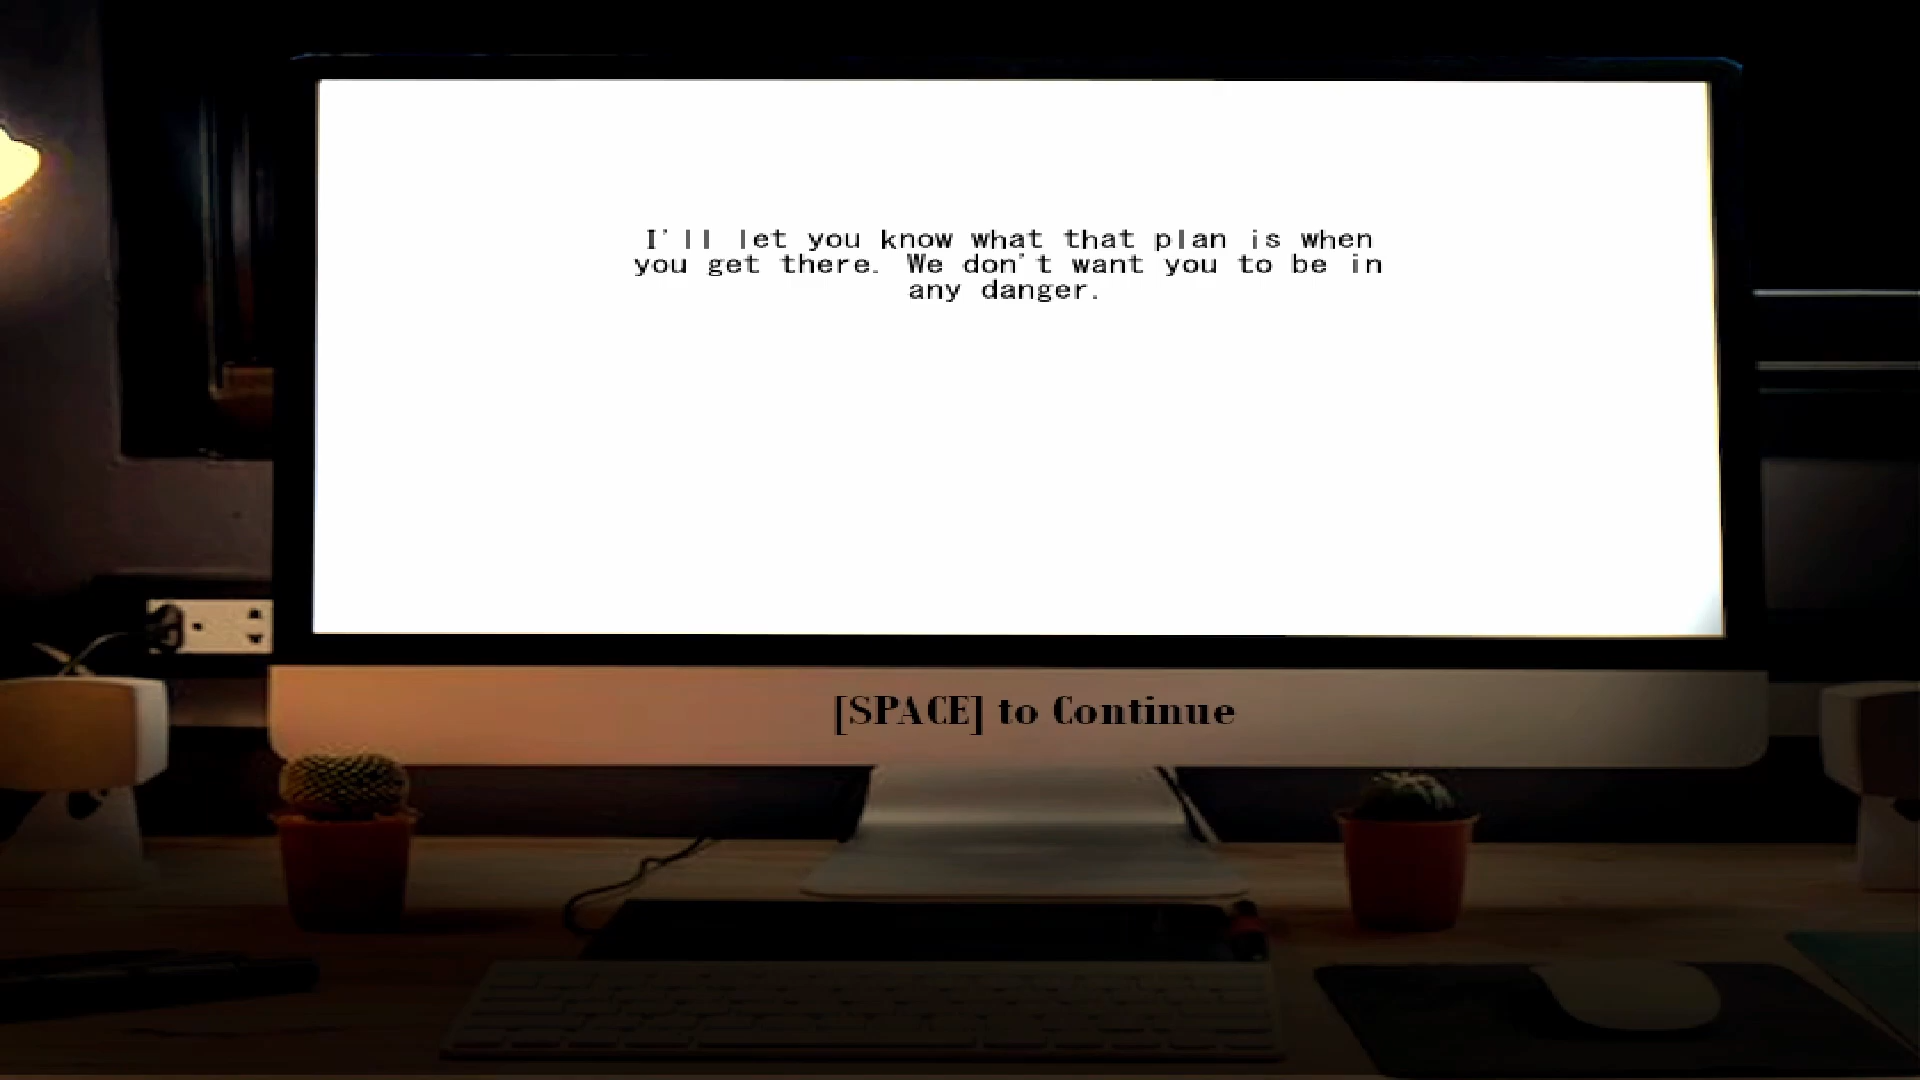 I'll let you know what that plan is when
you get there. We don't want you to be in
any danger.
[SPACE] to Continue